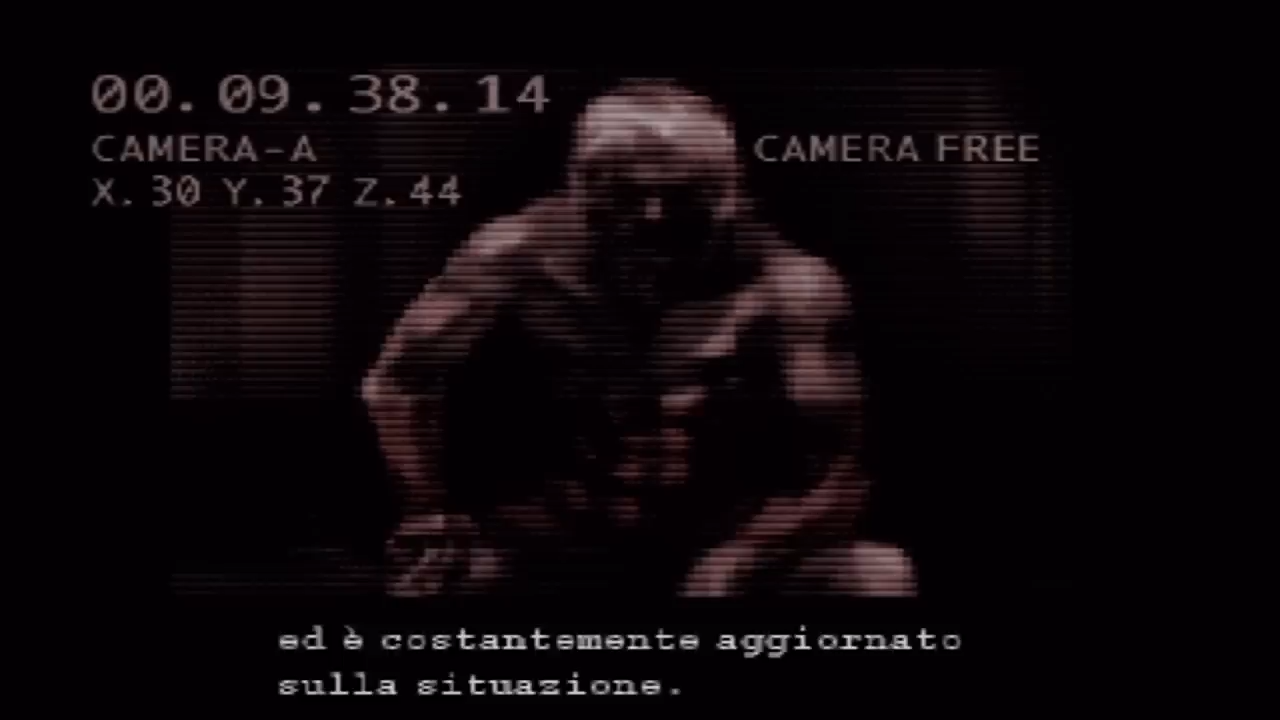 00.09.38.14
CAMERA-A
CAMERA FREE
X.30 Y.37 Z.44
ed è costantemente aggiornato
sulla situazione.